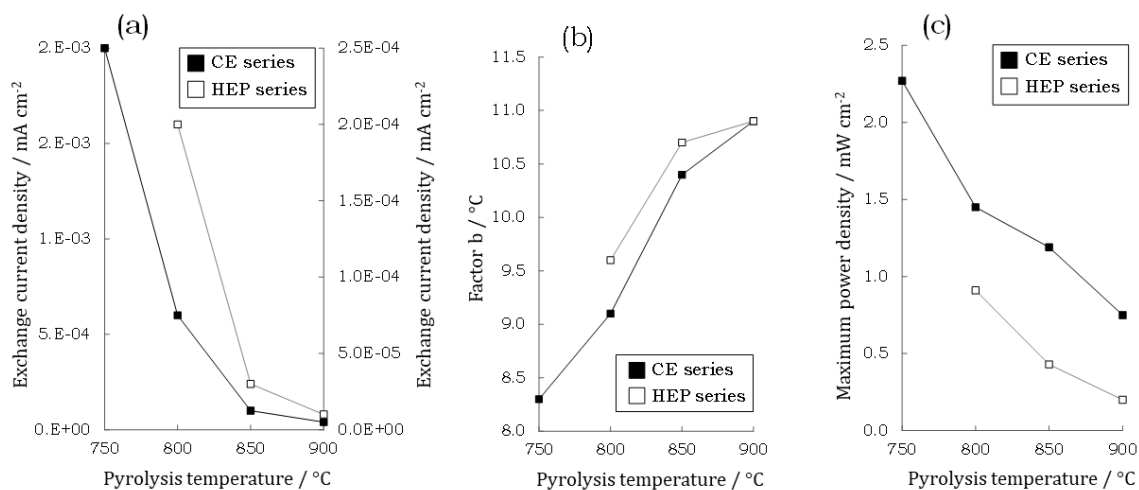 (a)
Exchange current density / mA cm-2
2.E-03
2.E-03
1.E-03
5.E-04
0.E+00
CE series
HEP series
2.5E-04
2.0E-04
1.5E-04
1.0E-04
5.0E-05
0.0E+00
Exchange current density / mA cm-2
750 800 850 900
Pyrolysis temperature / °C
(b)
Factor b / °C
11.5
11.0
10.5
10.0
9.5
9.0
8.5
8.0
CE series
HEP series
750 800 850 900
Pyrolysis temperature / °C
(c)
Maximum power density / mW cm-2
2.5
2.0
1.5
1.0
0.5
0.0
CE series
HEP series
750 800 850 900
Pyrolysis temperature / °C